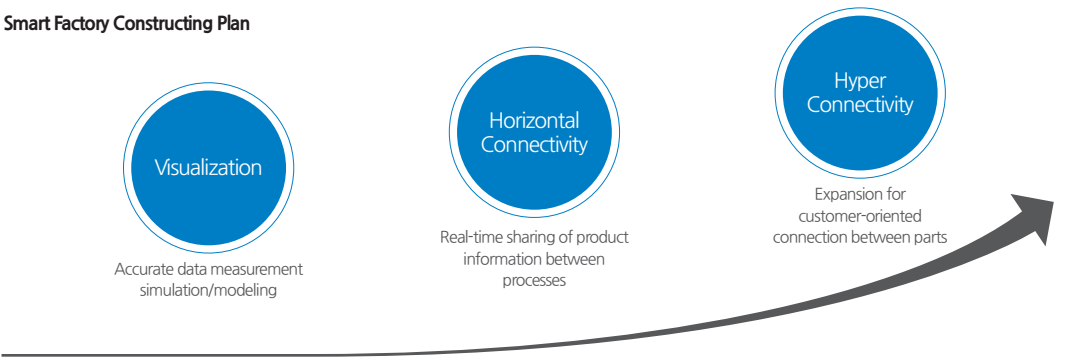 Smart Factory Constructing Plan
Visualization
Accurate data measurement
simulation/modeling
Horizontal
Connectivity
Real-time sharing of product
information between
processes
Hyper
Connectivity
Expansion for
customer-oriented
connection between parts